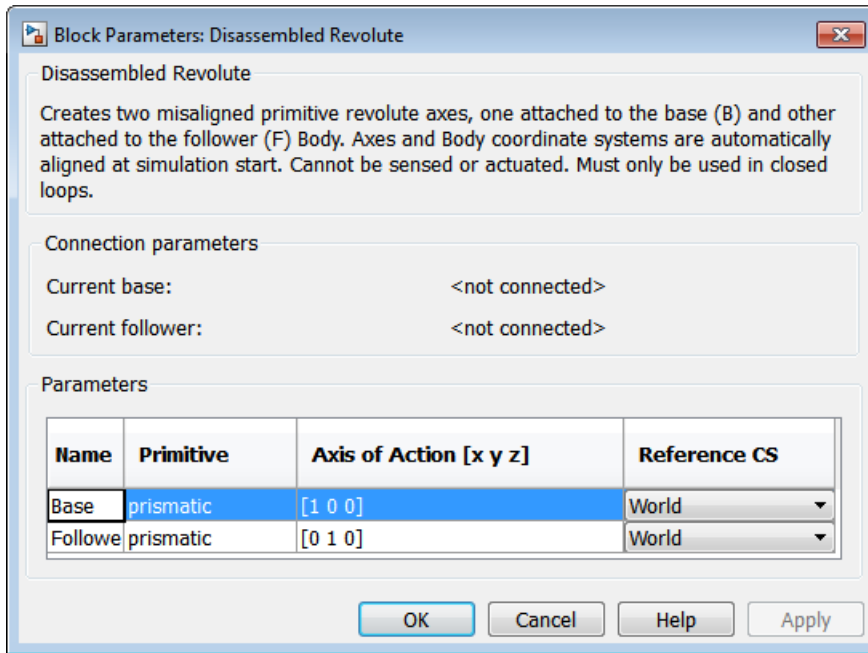 Block Parameters: Disassembled Revolute
Disassembled Revolute
Creates two misaligned primitive revolute axes, one attached to the base (B) and other
attached to the follower (F) Body. Axes and Body coordinate systems are automatically
aligned at simulation start. Cannot be sensed or actuated. Must only be used in closed
loops.
Connection parameters
Current base: <not connected>
Current follower: <not connected>
Parameters
Name Primitive Axis of Action [x y z] Reference CS
Base prismatic [1 0 0] World
Followe prismatic [0 1 0] World
OK Cancel Help Apply